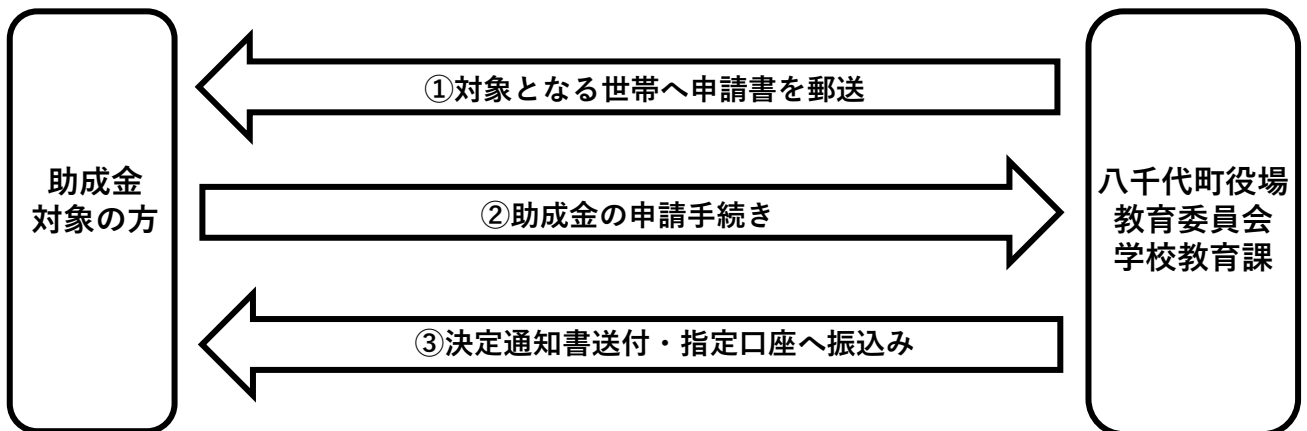 助成金
対象の方
①対象となる世帯へ申請書を郵送
②助成金の申請手続き
③決定通知書送付・指定口座へ振込み
八千代町役場
教育委員会
学校教育課